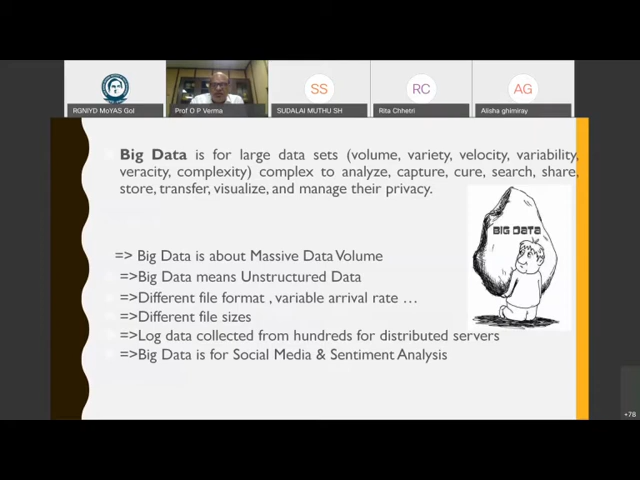 SS
RC
AG
RGNIYD MoYAS GoI
Prof O P Verma
SUDALAI MUTHU SH
Rita Chhetri
Alisha ghimiray
Big Data is for large data sets (volume, variety, velocity, variability,
veracity, complexity) complex to analyze, capture, cure, search, share,
store, transfer, visualize, and manage their privacy.
BIG DATA
=> Big Data is about Massive Data Volume
=>Big Data means Unstructured Data
=>Different file format , variable arrival rate ...
=>Different file sizes
=>Log data collected from hundreds for distributed servers
=>Big Data is for Social Media & Sentiment Analysis
+78